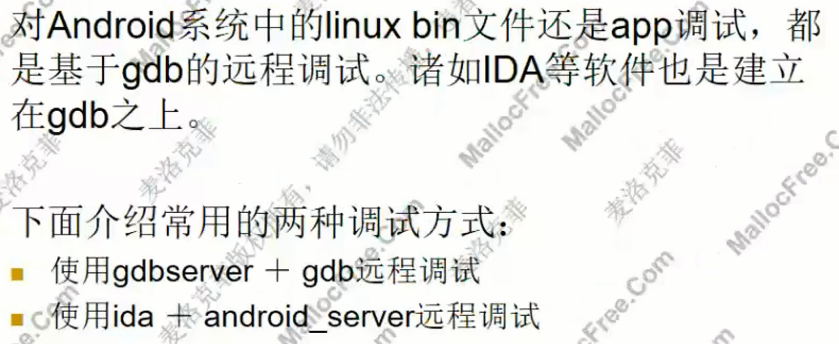 对Android系统中的linux bin文件还是app调试，都
是基于gdb的远程调试。诸如IDA等软件也是建立
在gdb之上。
下面介绍常用的两种调试方式：
使用gdbserver ＋ gdb远程调试
使用ida ＋ android_server远程调试
麦洛克菲
麦洛克菲
麦洛克菲版权所有，请勿非法传播
MallocFree.Com
MallocFree.Com
麦洛克菲
MallocFree.Com